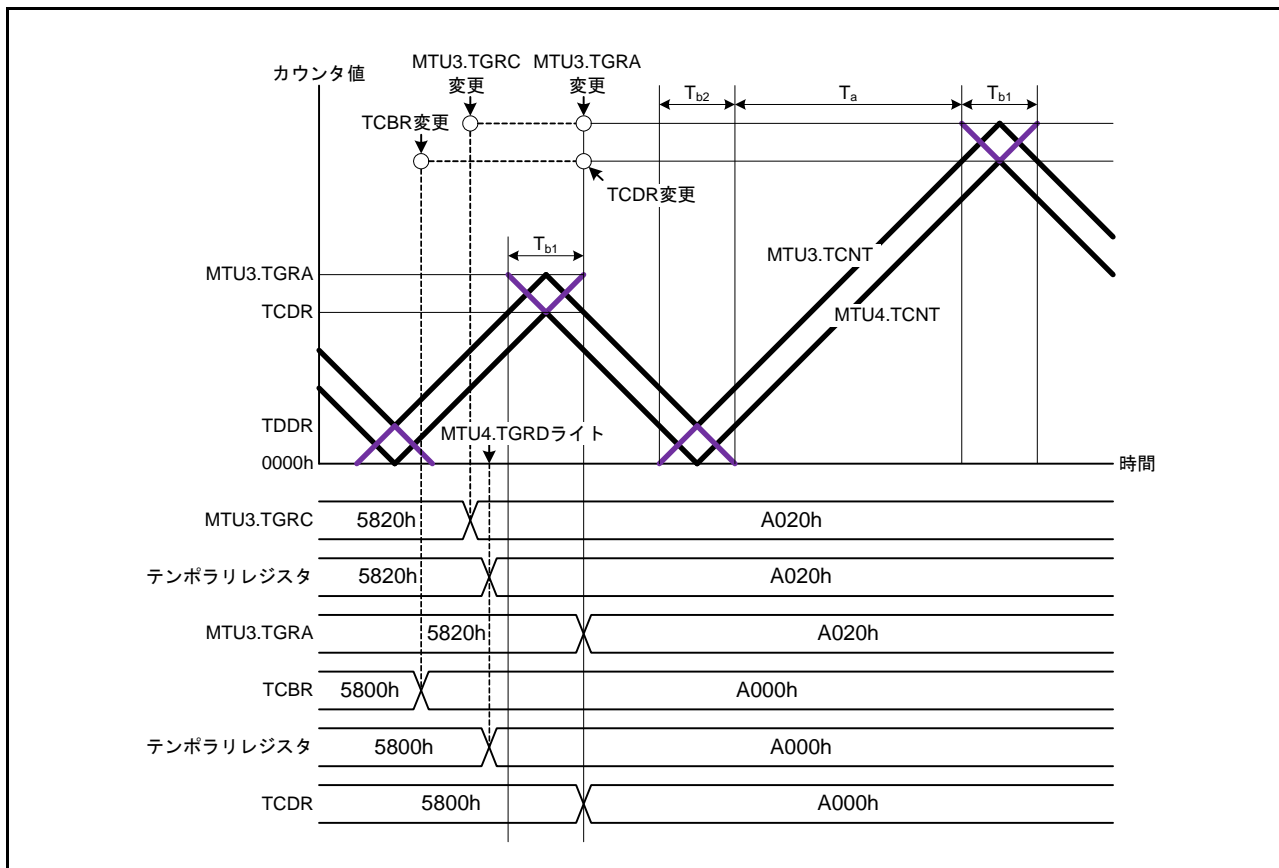 カウンタ値
MTU3.TGRC
変更
MTU3.TGRA
変更
TCBR変更
Tb2
Ta
Tb1
TCDR変更
Tb1
MTU3.TCNT
MTU4.TCNT
MTU3.TGRA
TCDR
TDDR
0000h
MTU4.TGRDライト
時間
MTU3.TGRC
5820h
A020h
テンポラリレジスタ
5820h
A020h
MTU3.TGRA
5820h
A020h
TCBR
5800h
A000h
テンポラリレジスタ
5800h
A000h
TCDR
5800h
A000h